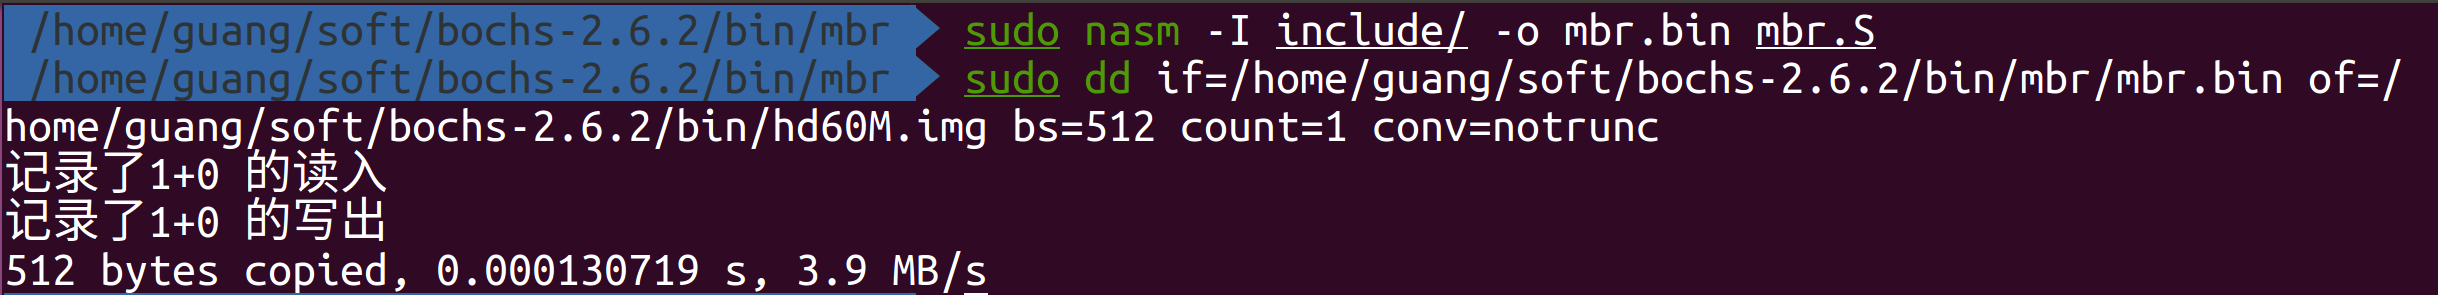 /home/guang/soft/bochs-2.6.2/bin/mbr sudo nasm -I include/ -o mbr.bin mbr.S
/home/guang/soft/bochs-2.6.2/bin/mbr sudo dd if=/home/guang/soft/bochs-2.6.2/bin/mbr/mbr.bin of=/
home/guang/soft/bochs-2.6.2/bin/hd60M.img bs=512 count=1 conv=notrunc
记录了1+0 的读入
记录了1+0 的写出
512 bytes copied, 0.000130719 s, 3.9 MB/s